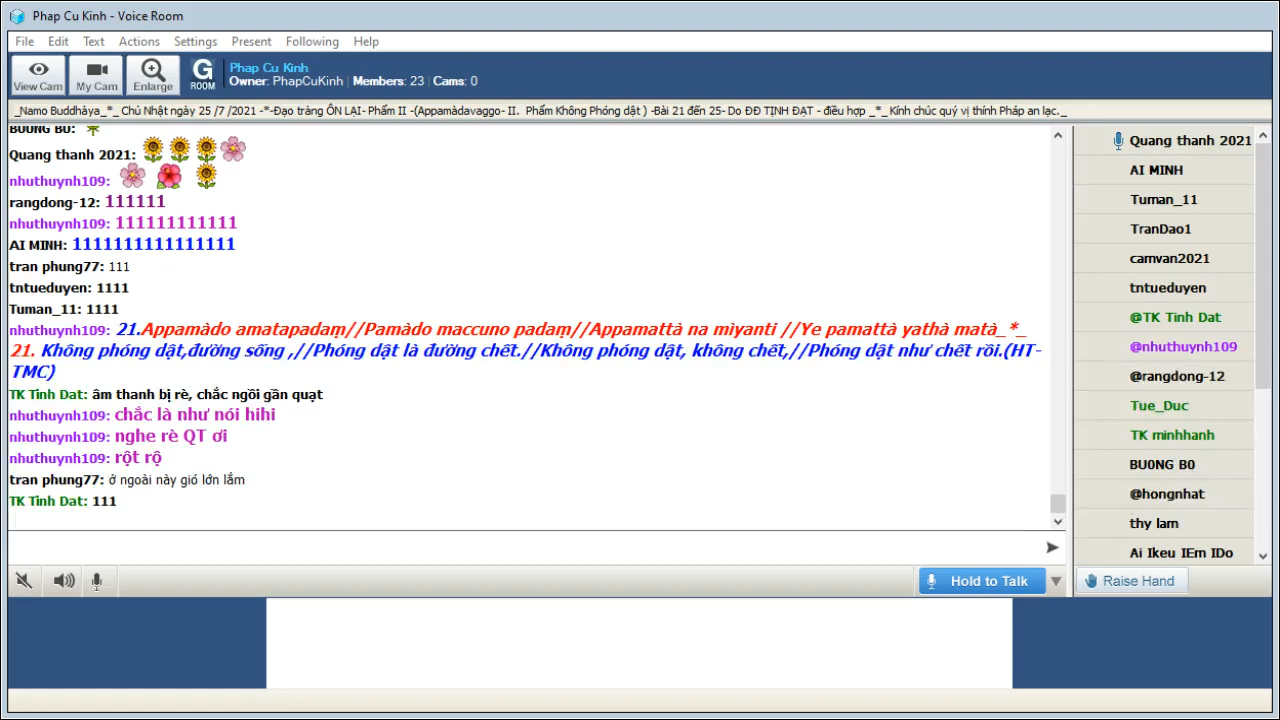 Phap Cu Kinh - Voice Room
File Edit Text Actions Settings Present Following Help
View Cam My Cam Enlarge G ROOM
Phap Cu Kinh
Owner: PhapCuKinh | Members: 23 | Cams: 0
_Namo Buddhàya_*_ Chủ Nhật ngày 25 /7 /2021 -*-Đạo tràng ÔN LẠI- Phẩm II -(Appamàdavaggo- II. Phẩm Không Phóng dật ) -Bài 21 đến 25- Do ĐĐ TỊNH ĐẠT - điều hợp _*_ Kính chúc quý vị thính Pháp an lạc._
BU0NG B0:
Quang thanh 2021:
nhuthuynh109:
rangdong-12: 111111
nhuthuynh109: 111111111111
AI MINH: 1111111111111111
tran phung77: 111
tntueduyen: 1111
Tuman_11: 1111
nhuthuynh109: 21.Appamàdo amatapadaṃ//Pamàdo maccuno padaṃ//Appamattà na mìyanti //Ye pamattà yathà matà_*_
21. Không phóng dật,đường sống ,//Phóng dật là đường chết.//Không phóng dật, không chết,//Phóng dật như chết rồi.(HT-
TMC)
TK Tinh Dat: âm thanh bị rè, chắc ngồi gần quạt
nhuthuynh109: chắc là như nói hihi
nhuthuynh109: nghe rè QT ơi
nhuthuynh109: rột rộ
tran phung77: ở ngoài này gió lớn lắm
TK Tinh Dat: 111
Hold to Talk
Quang thanh 2021
AI MINH
Tuman_11
TranDao1
camvan2021
tntueduyen
@TK Tinh Dat
@nhuthuynh109
@rangdong-12
Tue_Duc
TK minhhanh
BU0NG B0
@hongnhat
thy lam
Ai Ikeu IEm IDo
Raise Hand